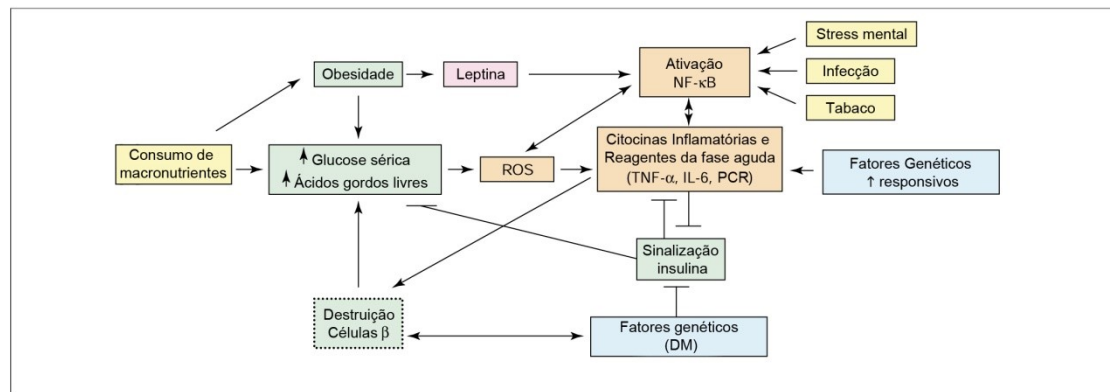 Stress mental
Ativação
NF-κB
Obesidade
Leptina
Infecção
Tabaco
Consumo de
macronutrientes
↑ Glucose sérica
↑ Ácidos gordos livres
ROS
Citocinas Inflamatórias e
Reagentes da fase aguda
(TNF-α, IL-6, PCR)
Fatores Genéticos
↑ responsivos
Sinalização
insulina
Destruição
Células β
Fatores genéticos
(DM)